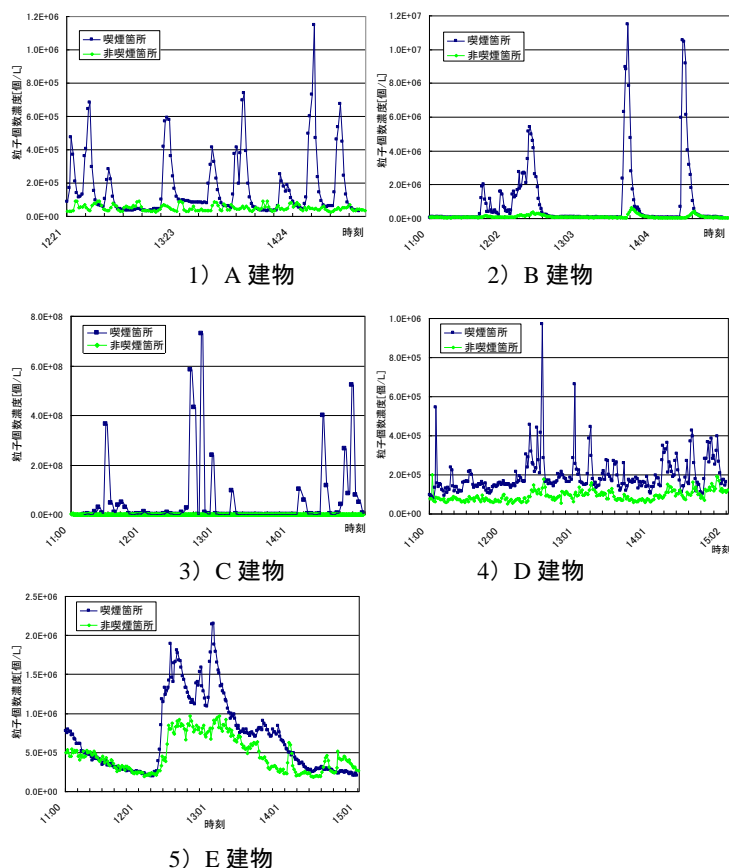 1.2E+06
1.0E+06
8.0E+05
6.0E+05
4.0E+05
2.0E+05
0.0E+00
粒子個数濃度[個/L]
喫煙箇所
非喫煙箇所
12:21
13:23
14:24
時刻
1）A 建物
1.2E+07
1.0E+07
8.0E+06
6.0E+06
4.0E+06
2.0E+06
0.0E+00
粒子個数濃度[個/L]
喫煙箇所
非喫煙箇所
11:00
12:02
13:03
14:04
時刻
2）B 建物
8.0E+08
6.0E+08
4.0E+08
2.0E+08
0.0E+00
粒子個数濃度[個/L]
喫煙箇所
非喫煙箇所
11:00
12:01
13:01
14:01
時刻
3）C 建物
1.0E+06
8.0E+05
6.0E+05
4.0E+05
2.0E+05
0.0E+00
粒子個数濃度[個/L]
喫煙箇所
非喫煙箇所
11:00
12:00
13:01
14:01
15:02
時刻
4）D 建物
2.5E+06
2.0E+06
1.5E+06
1.0E+06
5.0E+05
0.0E+00
粒子個数濃度[個/L]
喫煙箇所
非喫煙箇所
11:00
12:01
13:01
14:01
15:01
時刻
5）E 建物